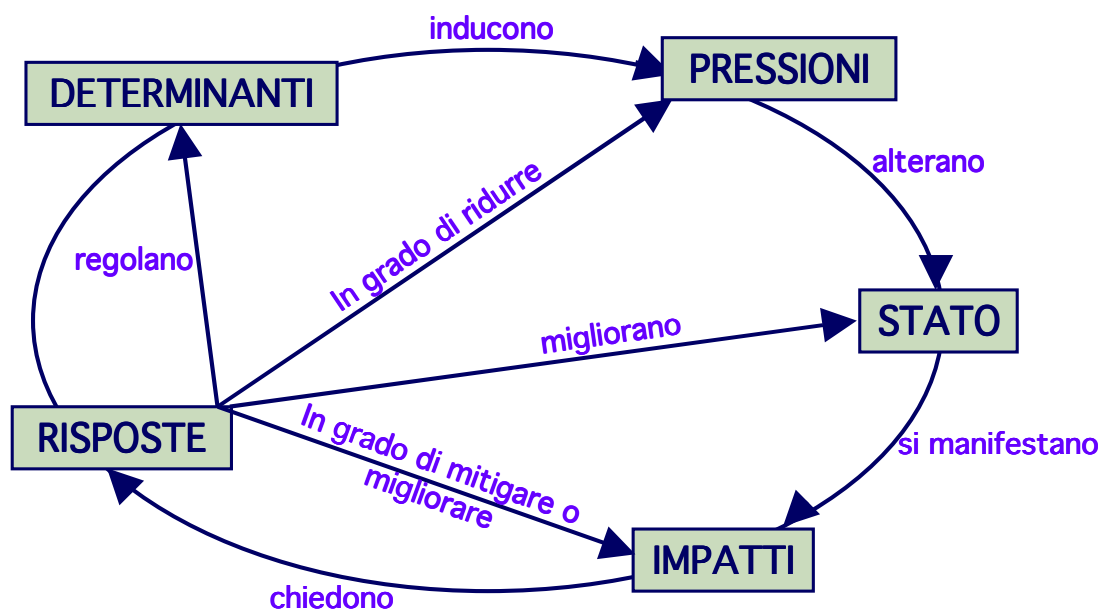 inducono
DETERMINANTI
PRESSIONI
alterano
In grado di ridurre
regolano
STATO
migliorano
RISPOSTE
In grado di mitigare o
migliorare
si manifestano
IMPATTI
chiedono